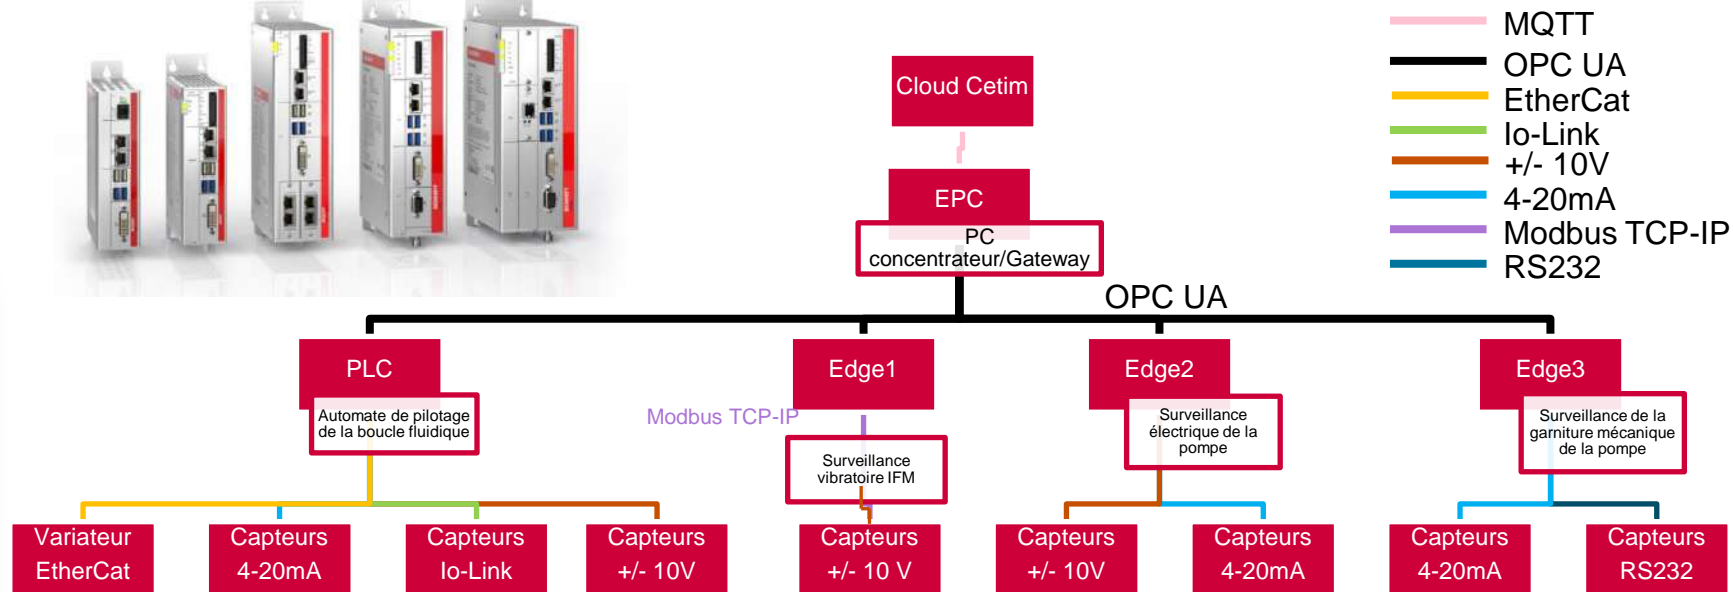 MQTT
OPC UA
EtherCat
Io-Link
+/- 10V
4-20mA
Modbus TCP-IP
RS232
Cloud Cetim
EPC
PC
concentrateur/Gateway
OPC UA
PLC
Automate de pilotage
de la boucle fluidique
Edge1
Modbus TCP-IP
Surveillance
vibratoire IFM
Edge2
Surveillance
électrique de la
pompe
Edge3
Surveillance de la
garniture mécanique
de la pompe
Variateur
EtherCat
Capteurs
4-20mA
Capteurs
Io-Link
Capteurs
+/- 10V
Capteurs
+/- 10 V
Capteurs
+/- 10V
Capteurs
4-20mA
Capteurs
4-20mA
Capteurs
RS232